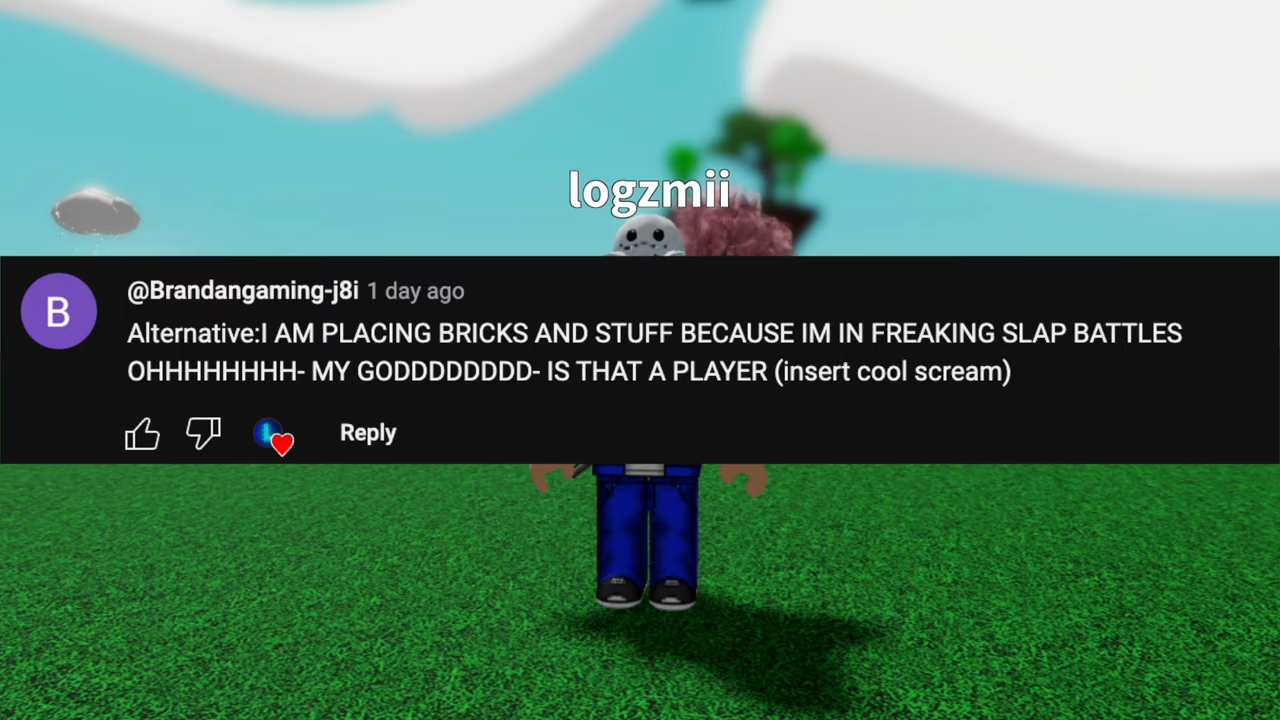 logzmii
@Brandangaming-j8i 1 day ago
B
Alternative:I AM PLACING BRICKS AND STUFF BECAUSE IM IN FREAKING SLAP BATTLES
OHHHHHHHH- MY GODDDDDDDD- IS THAT A PLAYER (insert cool scream)
Reply